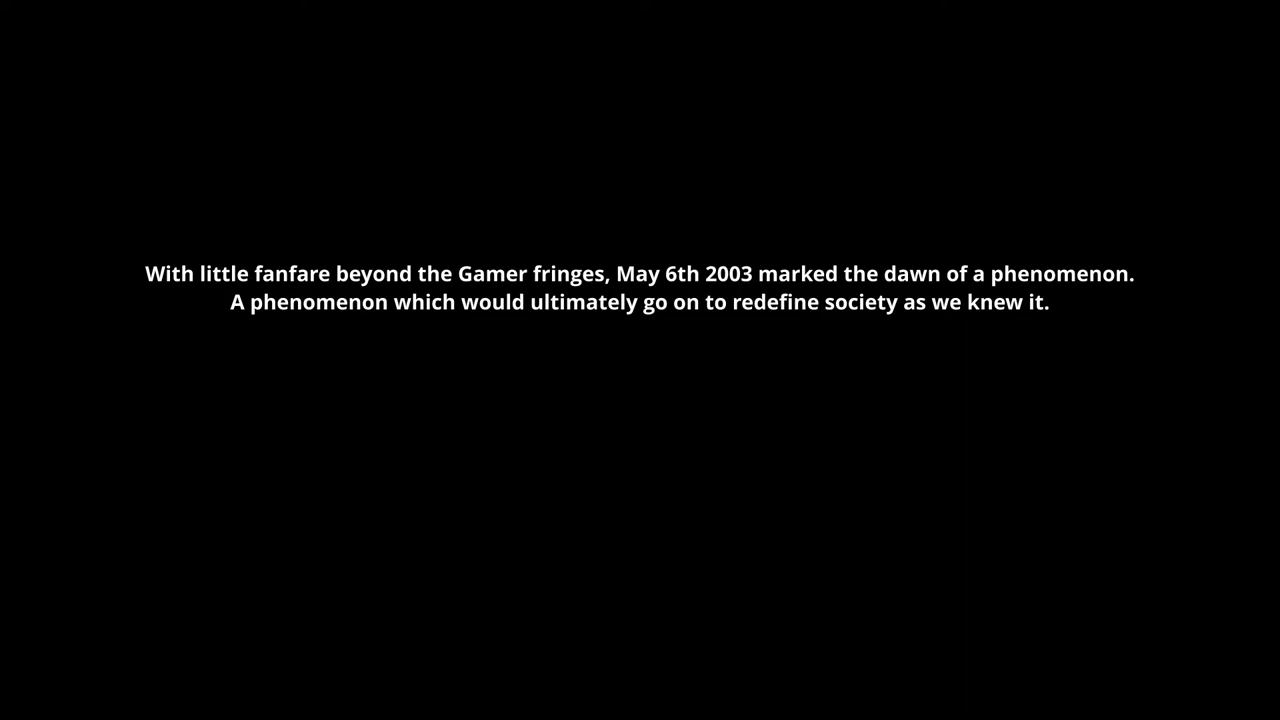 With little fanfare beyond the Gamer fringes, May 6th 2003 marked the dawn of a phenomenon.
A phenomenon which would ultimately go on to redefine society as we knew it.